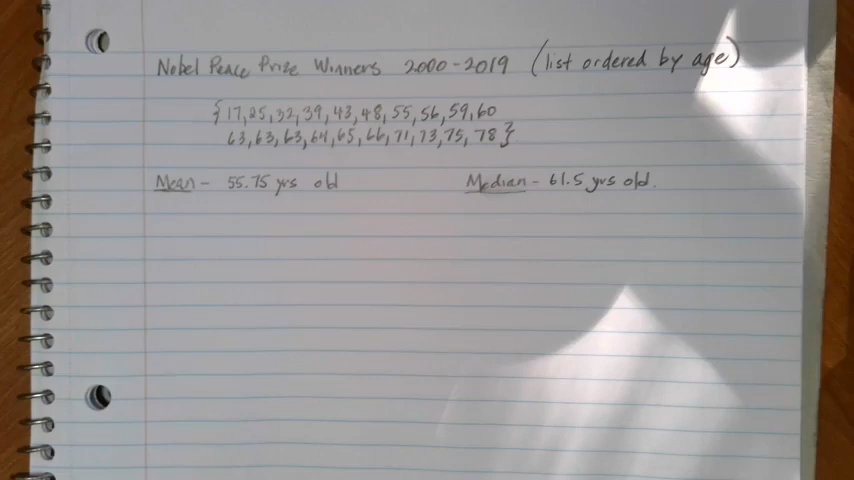 Nobel Peace Prize Winners 2000-2019 (list ordered by age)
{17,25,32,39,43,48,55,56,59,60
63,63,63,64,65,66,71,73,75,78}
Mean - 55.75 yrs old Median - 61.5 yrs old.